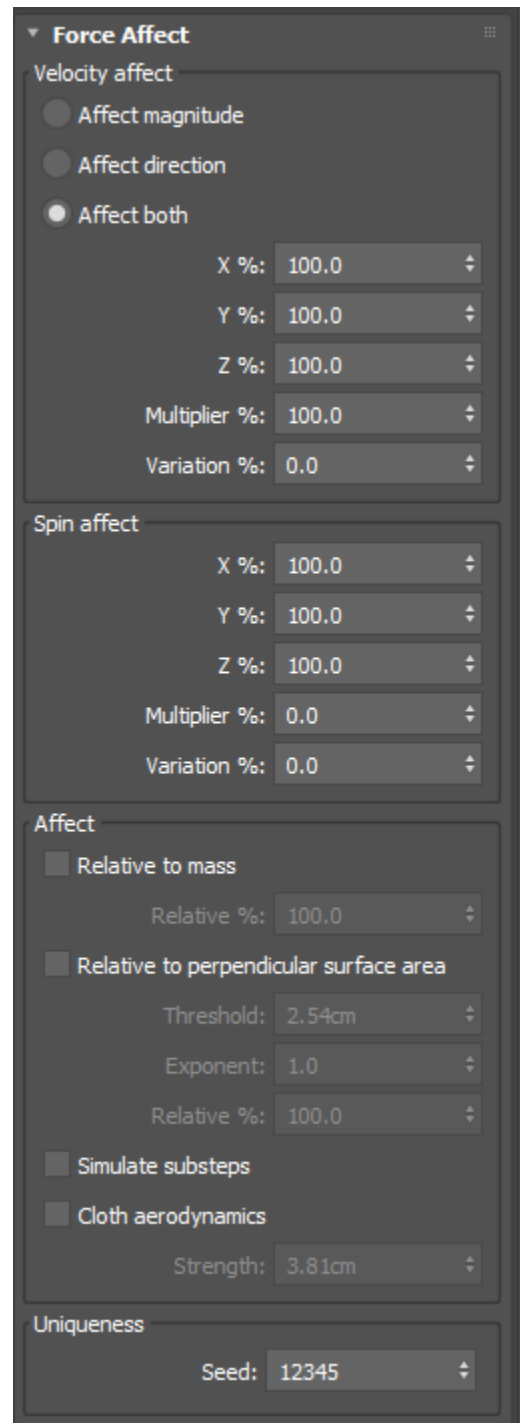 Force Affect
Velocity affect
Affect magnitude
Affect direction
Affect both
X %: 100.0
Y %: 100.0
Z %: 100.0
Multiplier %: 100.0
Variation %: 0.0
Spin affect
X %: 100.0
Y %: 100.0
Z %: 100.0
Multiplier %: 0.0
Variation %: 0.0
Affect
Relative to mass
Relative %: 100.0
Relative to perpendicular surface area
Threshold: 2.54cm
Exponent: 1.0
Relative %: 100.0
Simulate substeps
Cloth aerodynamics
Strength: 3.81cm
Uniqueness
Seed: 12345